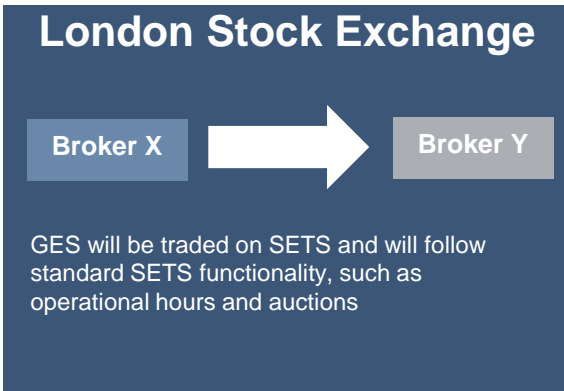 London Stock Exchange
Broker X
Broker Y
GES will be traded on SETS and will follow
standard SETS functionality, such as
operational hours and auctions